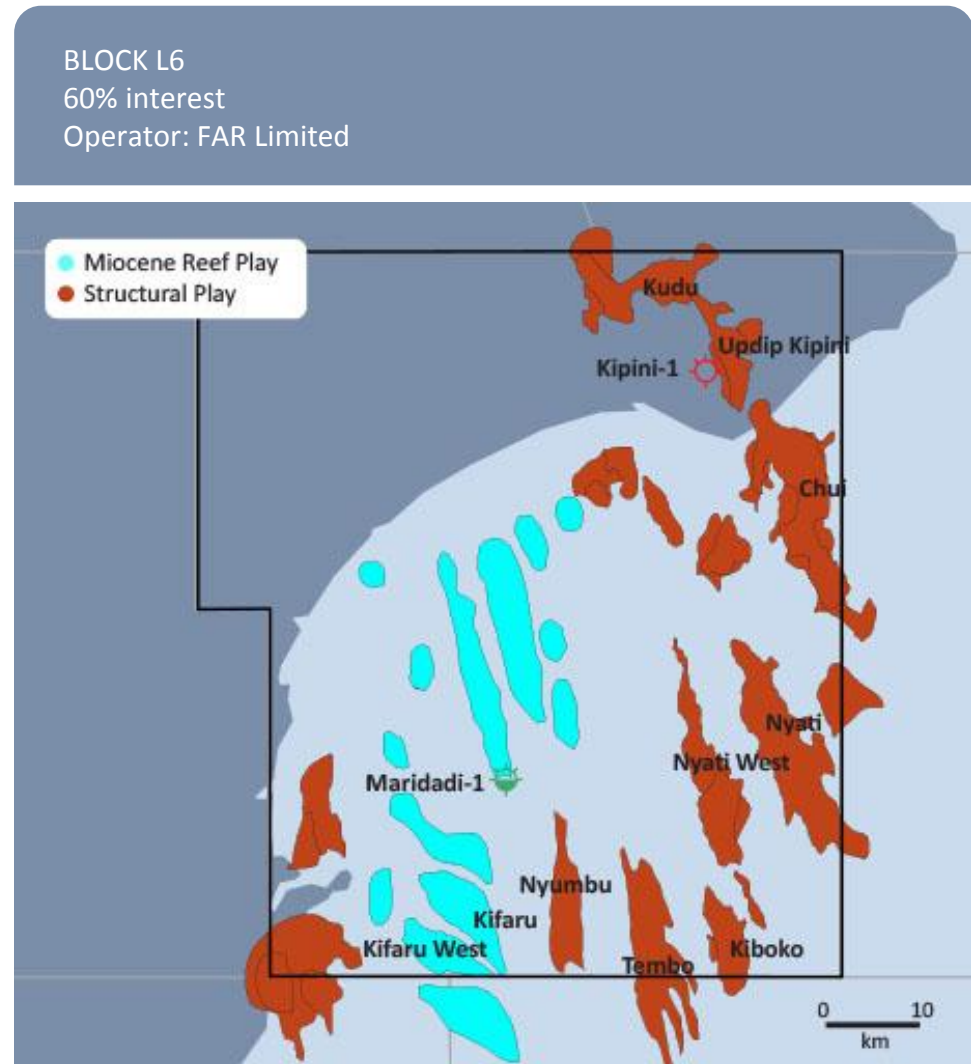 BLOCK L6
60% interest
Operator: FAR Limited
Miocene Reef Play
Structural Play
Kudu
Updip Kipini
Kipini-1
Chui
Nyati
Nyati West
Maridadi-1
Nyumbu
Kifaru
Kifaru West
Kiboko
Tembo
0 10
km